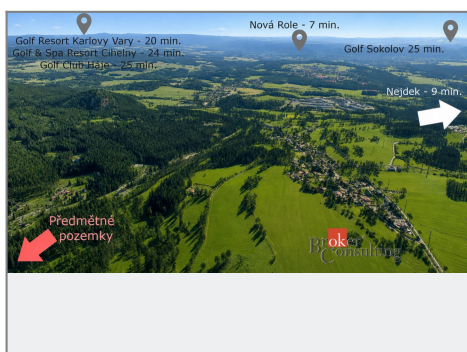 Nová Role - 7 min.
Golf Resort Karlovy Vary - 20 min.
Golf & Spa Resort Cihelny - 24 min.
Golf Club Háje - 25 min.
Golf Sokolov 25 min.
Nejdek - 9 min.
Předmětné
pozemky
Broker
Consulting